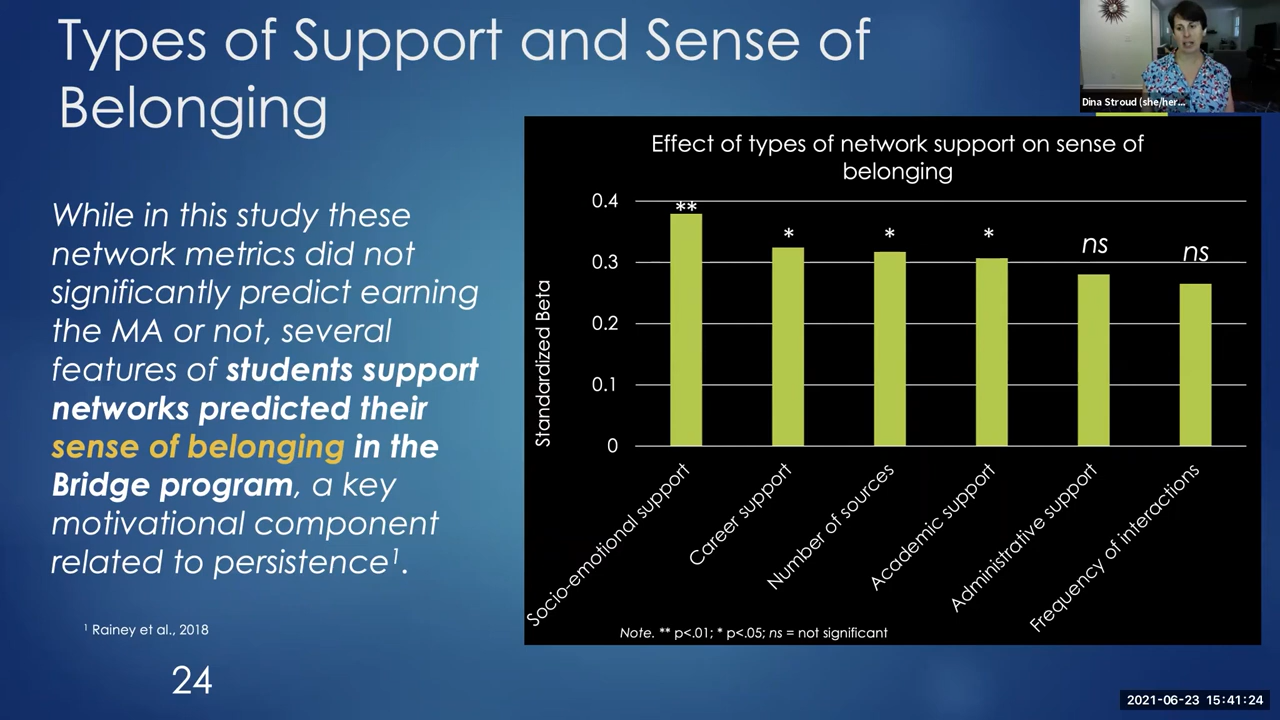 Types of Support and Sense of
Belonging
While in this study these
network metrics did not
significantly predict earning
the MA or not, several
features of students support
networks predicted their
sense of belonging in the
Bridge program, a key
motivational component
related to persistence¹.
¹ Rainey et al., 2018
24
Dina Stroud (she/her...
Effect of types of network support on sense of
belonging
Standardized Beta
0.4
0.3
0.2
0.1
0
**
*
*
*
ns
ns
Socio-emotional support
Career support
Number of sources
Academic support
Administrative support
Frequency of interactions
Note. ** p<.01; * p<.05; ns = not significant
2021-06-23 15:41:24